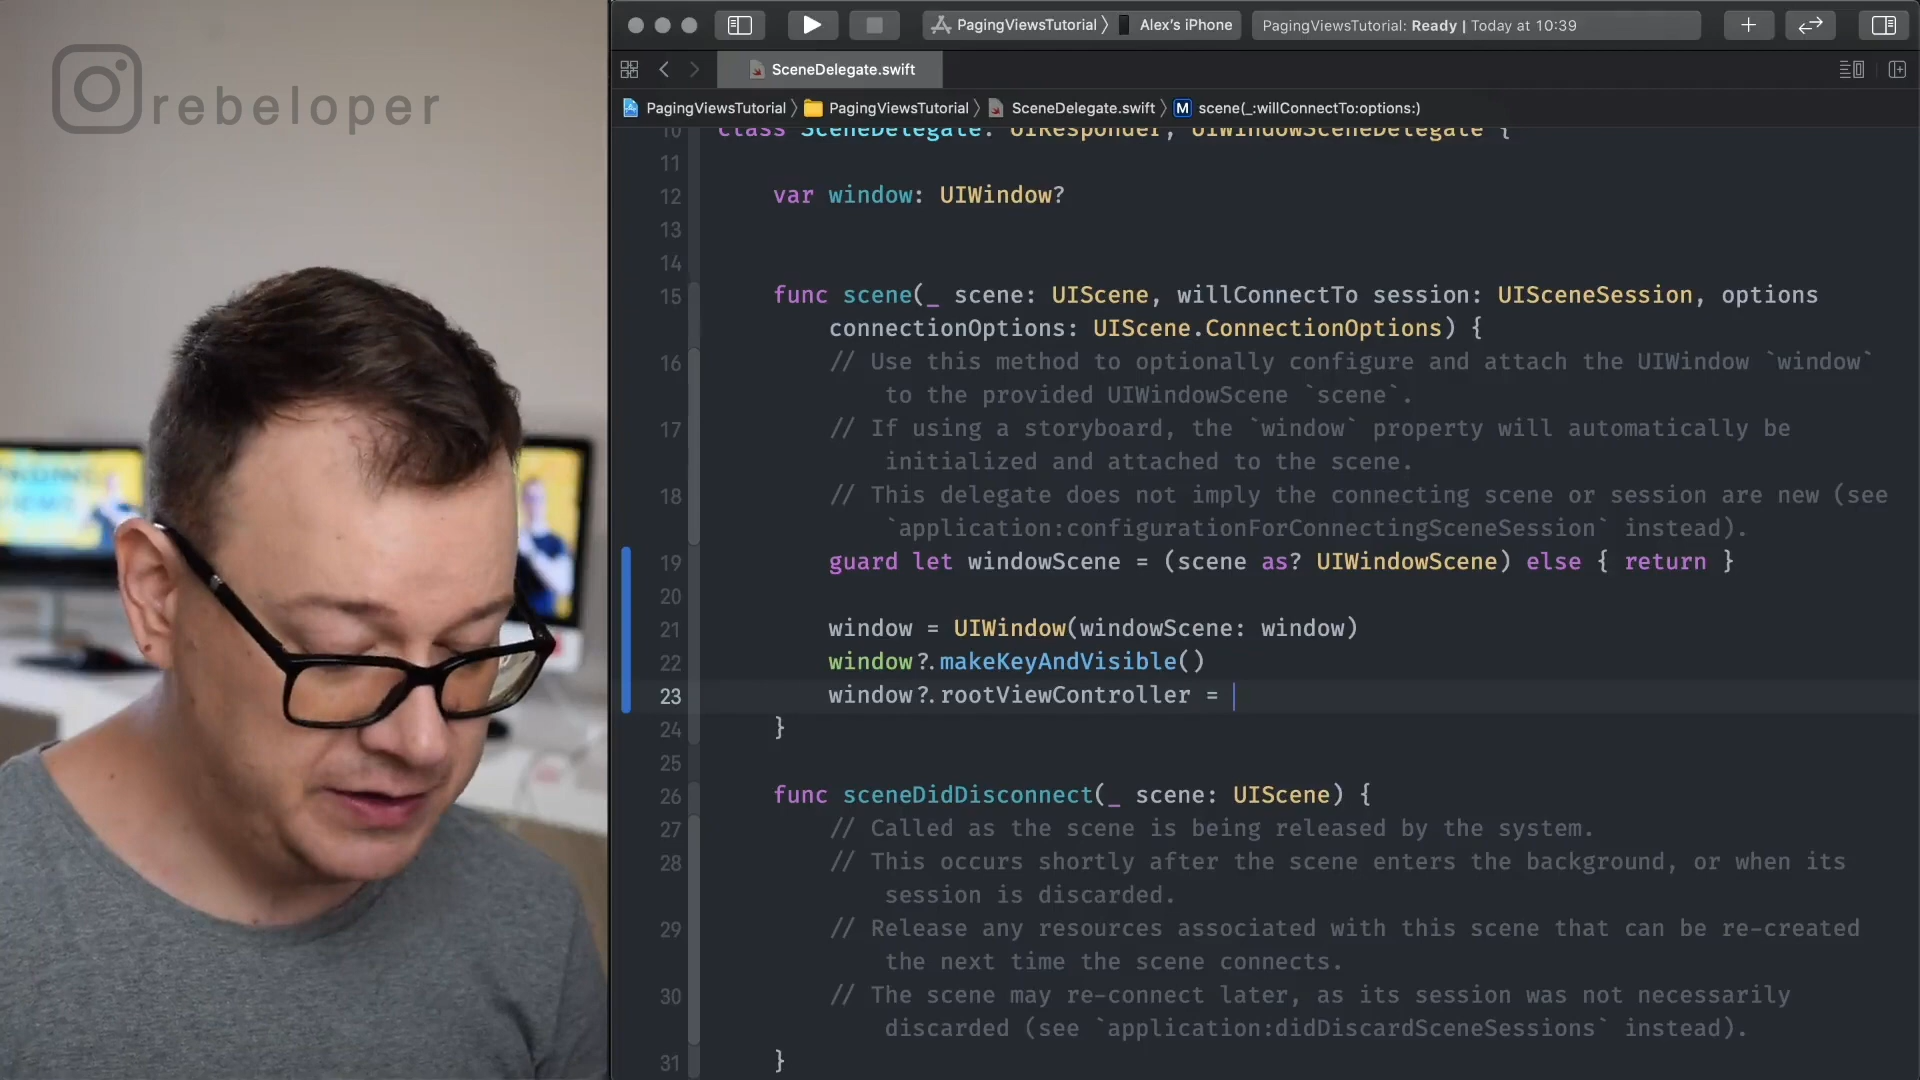 rebeloper
PagingViewsTutorial 〉 Alex's iPhone
PagingViewsTutorial: Ready | Today at 10:39
SceneDelegate.swift
PagingViewsTutorial 〉 PagingViewsTutorial 〉 SceneDelegate.swift 〉 M scene(_:willConnectTo:options:)
10 class SceneDelegate: UIResponder, UIWindowSceneDelegate {
11
12 var window: UIWindow?
13
14
15 func scene(_ scene: UIScene, willConnectTo session: UISceneSession, options
connectionOptions: UIScene.ConnectionOptions) {
16 // Use this method to optionally configure and attach the UIWindow `window`
to the provided UIWindowScene `scene`.
17 // If using a storyboard, the `window` property will automatically be
initialized and attached to the scene.
18 // This delegate does not imply the connecting scene or session are new (see
`application:configurationForConnectingSceneSession` instead).
19 guard let windowScene = (scene as? UIWindowScene) else { return }
20
21 window = UIWindow(windowScene: window)
22 window?.makeKeyAndVisible()
23 window?.rootViewController =
24 }
25
26 func sceneDidDisconnect(_ scene: UIScene) {
27 // Called as the scene is being released by the system.
28 // This occurs shortly after the scene enters the background, or when its
session is discarded.
29 // Release any resources associated with this scene that can be re-created
the next time the scene connects.
30 // The scene may re-connect later, as its session was not necessarily
discarded (see `application:didDiscardSceneSessions` instead).
31 }